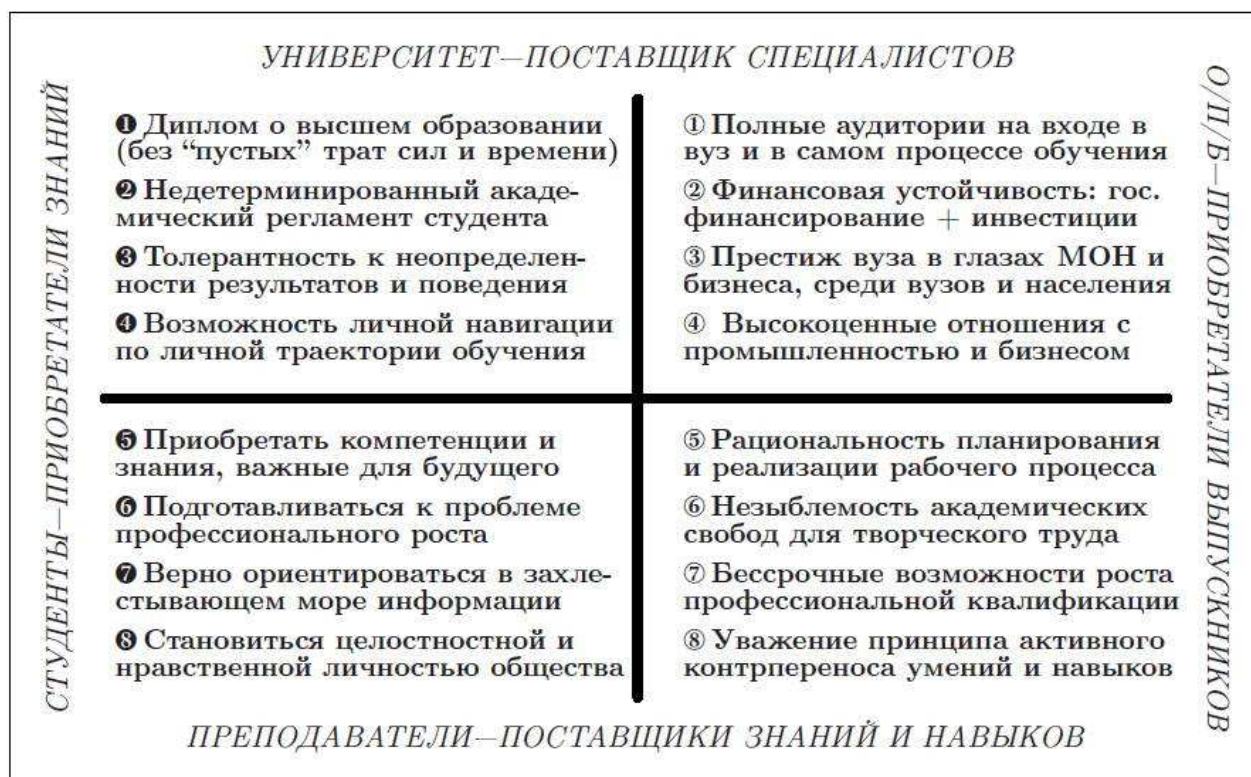 УНИВЕРСИТЕТ—ПОСТАВЩИК СПЕЦИАЛИСТОВ
СТУДЕНТЫ—ПРИОБРЕТАТЕЛИ ЗНАНИЙ
❶ Диплом о высшем образовании
(без “пустых” трат сил и времени)
❷ Недетерминированный акаде-
мический регламент студента
❸ Толерантность к неопределен-
ности результатов и поведения
❹ Возможность личной навигации
по личной траектории обучения
① Полные аудитории на входе в
вуз и в самом процессе обучения
② Финансовая устойчивость: гос.
финансирование + инвестиции
③ Престиж вуза в глазах МОН и
бизнеса, среди вузов и населения
④ Высокоценные отношения с
промышленностью и бизнесом
❺ Приобретать компетенции и
знания, важные для будущего
❻ Подготавливаться к проблеме
профессионального роста
❼ Верно ориентироваться в захле-
стывающем море информации
❽ Становиться целостностной и
нравственной личностью общества
⑤ Рациональность планирования
и реализации рабочего процесса
⑥ Незыблемость академических
свобод для творческого труда
⑦ Бессрочные возможности роста
профессиональной квалификации
⑧ Уважение принципа активного
контрпереноса умений и навыков
О/П/Б—ПРИОБРЕТАТЕЛИ ВЫПУСКНИКОВ
ПРЕПОДАВАТЕЛИ—ПОСТАВЩИКИ ЗНАНИЙ И НАВЫКОВ